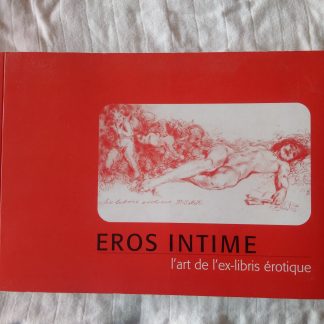 EROS INTIME
l'art de l'ex-libris érotique